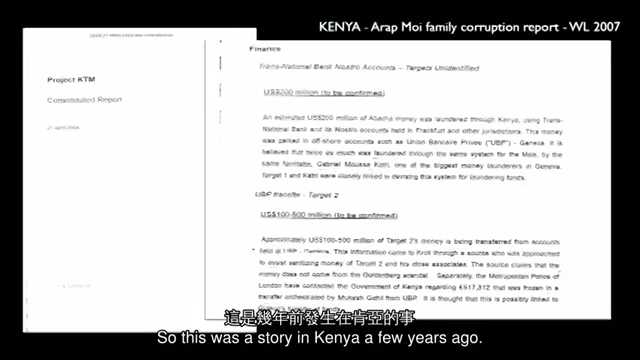 KENYA - Arap Moi family corruption report - WL 2007
Project KTM
Consolidated Report
Finance
Trans-National Bank Nostro Accounts – Targets Unidentified
US$200 million (to be confirmed)
An estimated US$200 million of Abacha money was laundered through Kenya, using Trans-
National Bank and its Nostro accounts held in Frankfurt and other jurisdictions. This money
was parked in off-shore accounts such as Union Bancaire Privee ("UBP") - Geneva. It is
believed that twice as much was laundered through the same system for the Mois, by the
same facilitator, Gabriel Moussa Katri, one of the biggest money launderers in Geneva.
Target 1 and Katri were closely linked in devising this system for laundering funds.
UBP transfer - Target 2
US$100-500 million (to be confirmed)
Approximately US$100-500 million of Target 2's money is being transferred from accounts
held at UBP - Geneva. This information came to Kroll through a source who was approached
to assist sanitizing money of Target 2 and his close associates. The source claims that the
money does not come from the Goldenberg scandal. Separately, the Metropolitan Police of
London have contacted the Government of Kenya regarding £517,312 that was frozen in a
transfer orchestrated by Mukesh Gohil from UBP. It is thought that this is possibly linked to
這是幾年前發生在肯亞的事
So this was a story in Kenya a few years ago.